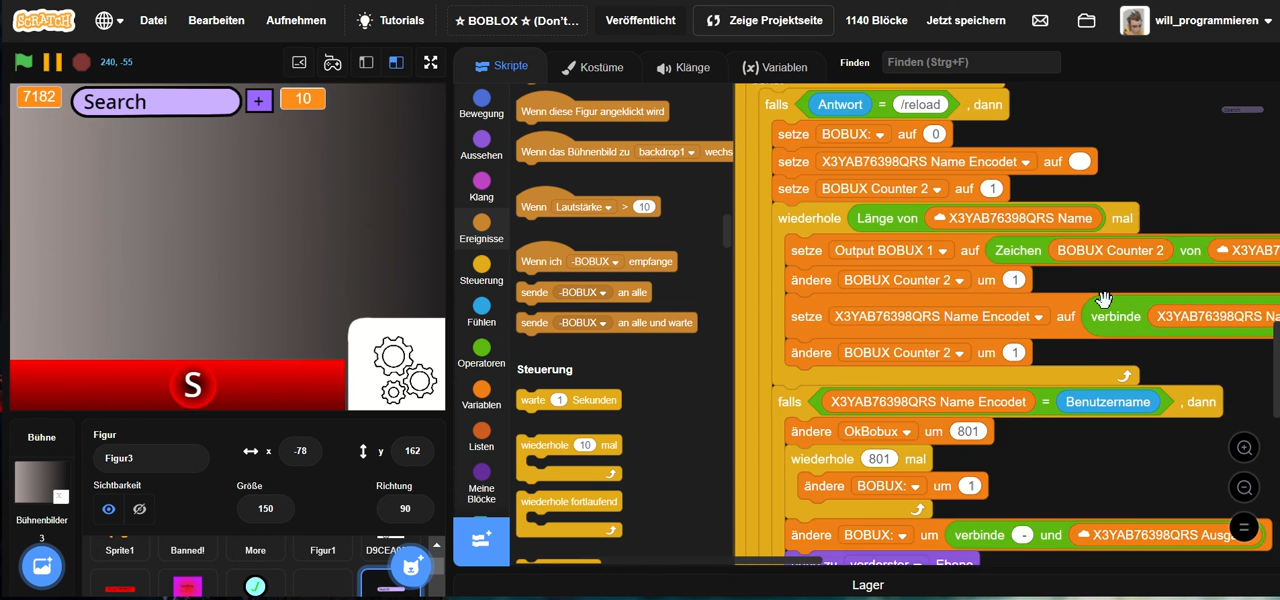 SCRATCH Datei Bearbeiten Aufnehmen Tutorials ★ BOBLOX ★ (Don't... Veröffentlicht Zeige Projektseite 1140 Blöcke Jetzt speichern will_programmieren
240, -55 Skripte Kostüme Klänge (x) Variablen Finden Finden (Strg+F)
7182 Search + 10
S
Bewegung
Aussehen
Klang
Ereignisse
Steuerung
Fühlen
Operatoren
Variablen
Listen
Meine
Blöcke
Wenn diese Figur angeklickt wird
Wenn das Bühnenbild zu backdrop1 wechs
Wenn Lautstärke > 10
Wenn ich -BOBUX empfange
sende -BOBUX an alle
sende -BOBUX an alle und warte
Steuerung
warte 1 Sekunden
wiederhole 10 mal
wiederhole fortlaufend
falls Antwort = /reload , dann
setze BOBUX: auf 0
setze X3YAB76398QRS Name Encodet auf
setze BOBUX Counter 2 auf 1
wiederhole Länge von X3YAB76398QRS Name mal
setze Output BOBUX 1 auf Zeichen BOBUX Counter 2 von X3YAB7
ändere BOBUX Counter 2 um 1
setze X3YAB76398QRS Name Encodet auf verbinde X3YAB76398QRS Na
ändere BOBUX Counter 2 um 1
falls X3YAB76398QRS Name Encodet = Benutzername , dann
ändere OkBobux um 801
wiederhole 801 mal
ändere BOBUX: um 1
ändere BOBUX: um verbinde - und X3YAB76398QRS Ausg
Bühne
Bühnenbilder
3
Figur
Figur3 x -78 y 162
Sichtbarkeit Größe Richtung
150 90
Sprite1 Banned! More Figur1 D9CEA0
Lager